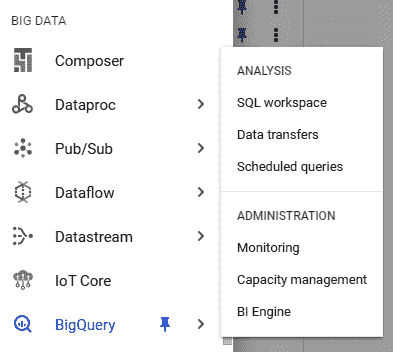 BIG DATA
Composer
Dataproc
Pub/Sub
Dataflow
Datastream
IoT Core
BigQuery
ANALYSIS
SQL workspace
Data transfers
Scheduled queries
ADMINISTRATION
Monitoring
Capacity management
BI Engine